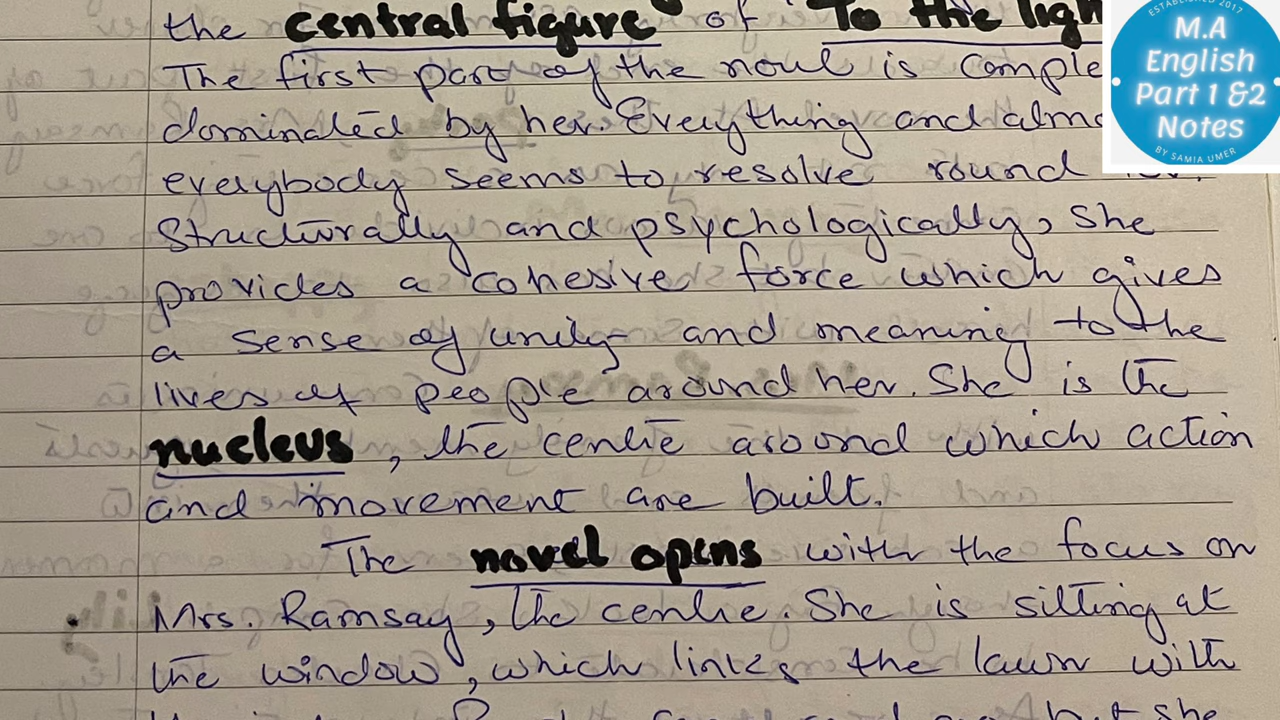 the central figure of To the ligh
The first part of the novel is comple
dominated by her. Everything and almo
everybody seems to resolve round
Structurally and psychologically, She
provides a cohesive force which gives
a sense of unity and meaning to the
lives of people around her. She is the
nucleus, the centre around which action
and movement are built.
The novel opens with the focus on
Mrs. Ramsay, the centre. She is sitting at
the window, which links the lawn with
but she
ESTABLISHED 2017
M.A
English
Part 1 &2
Notes
BY SAMIA UMER